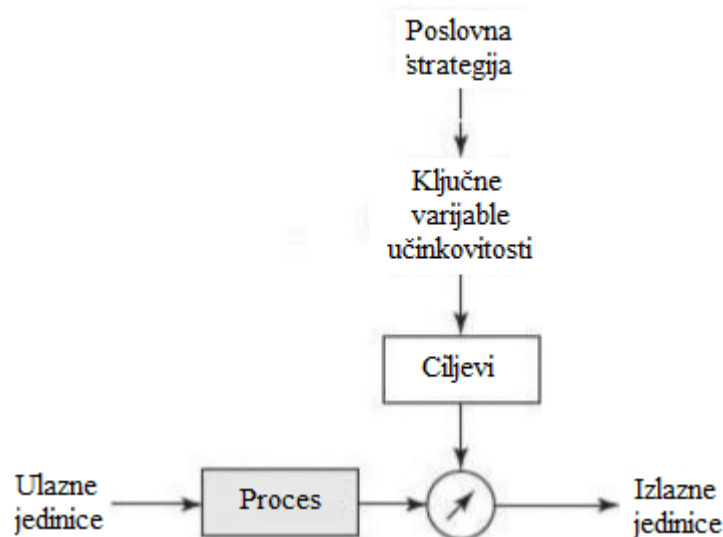 Poslovna
strategija
Ključne
varijable
učinkovitosti
Ciljevi
Ulazne
jedinice
Proces
Izlazne
jedinice